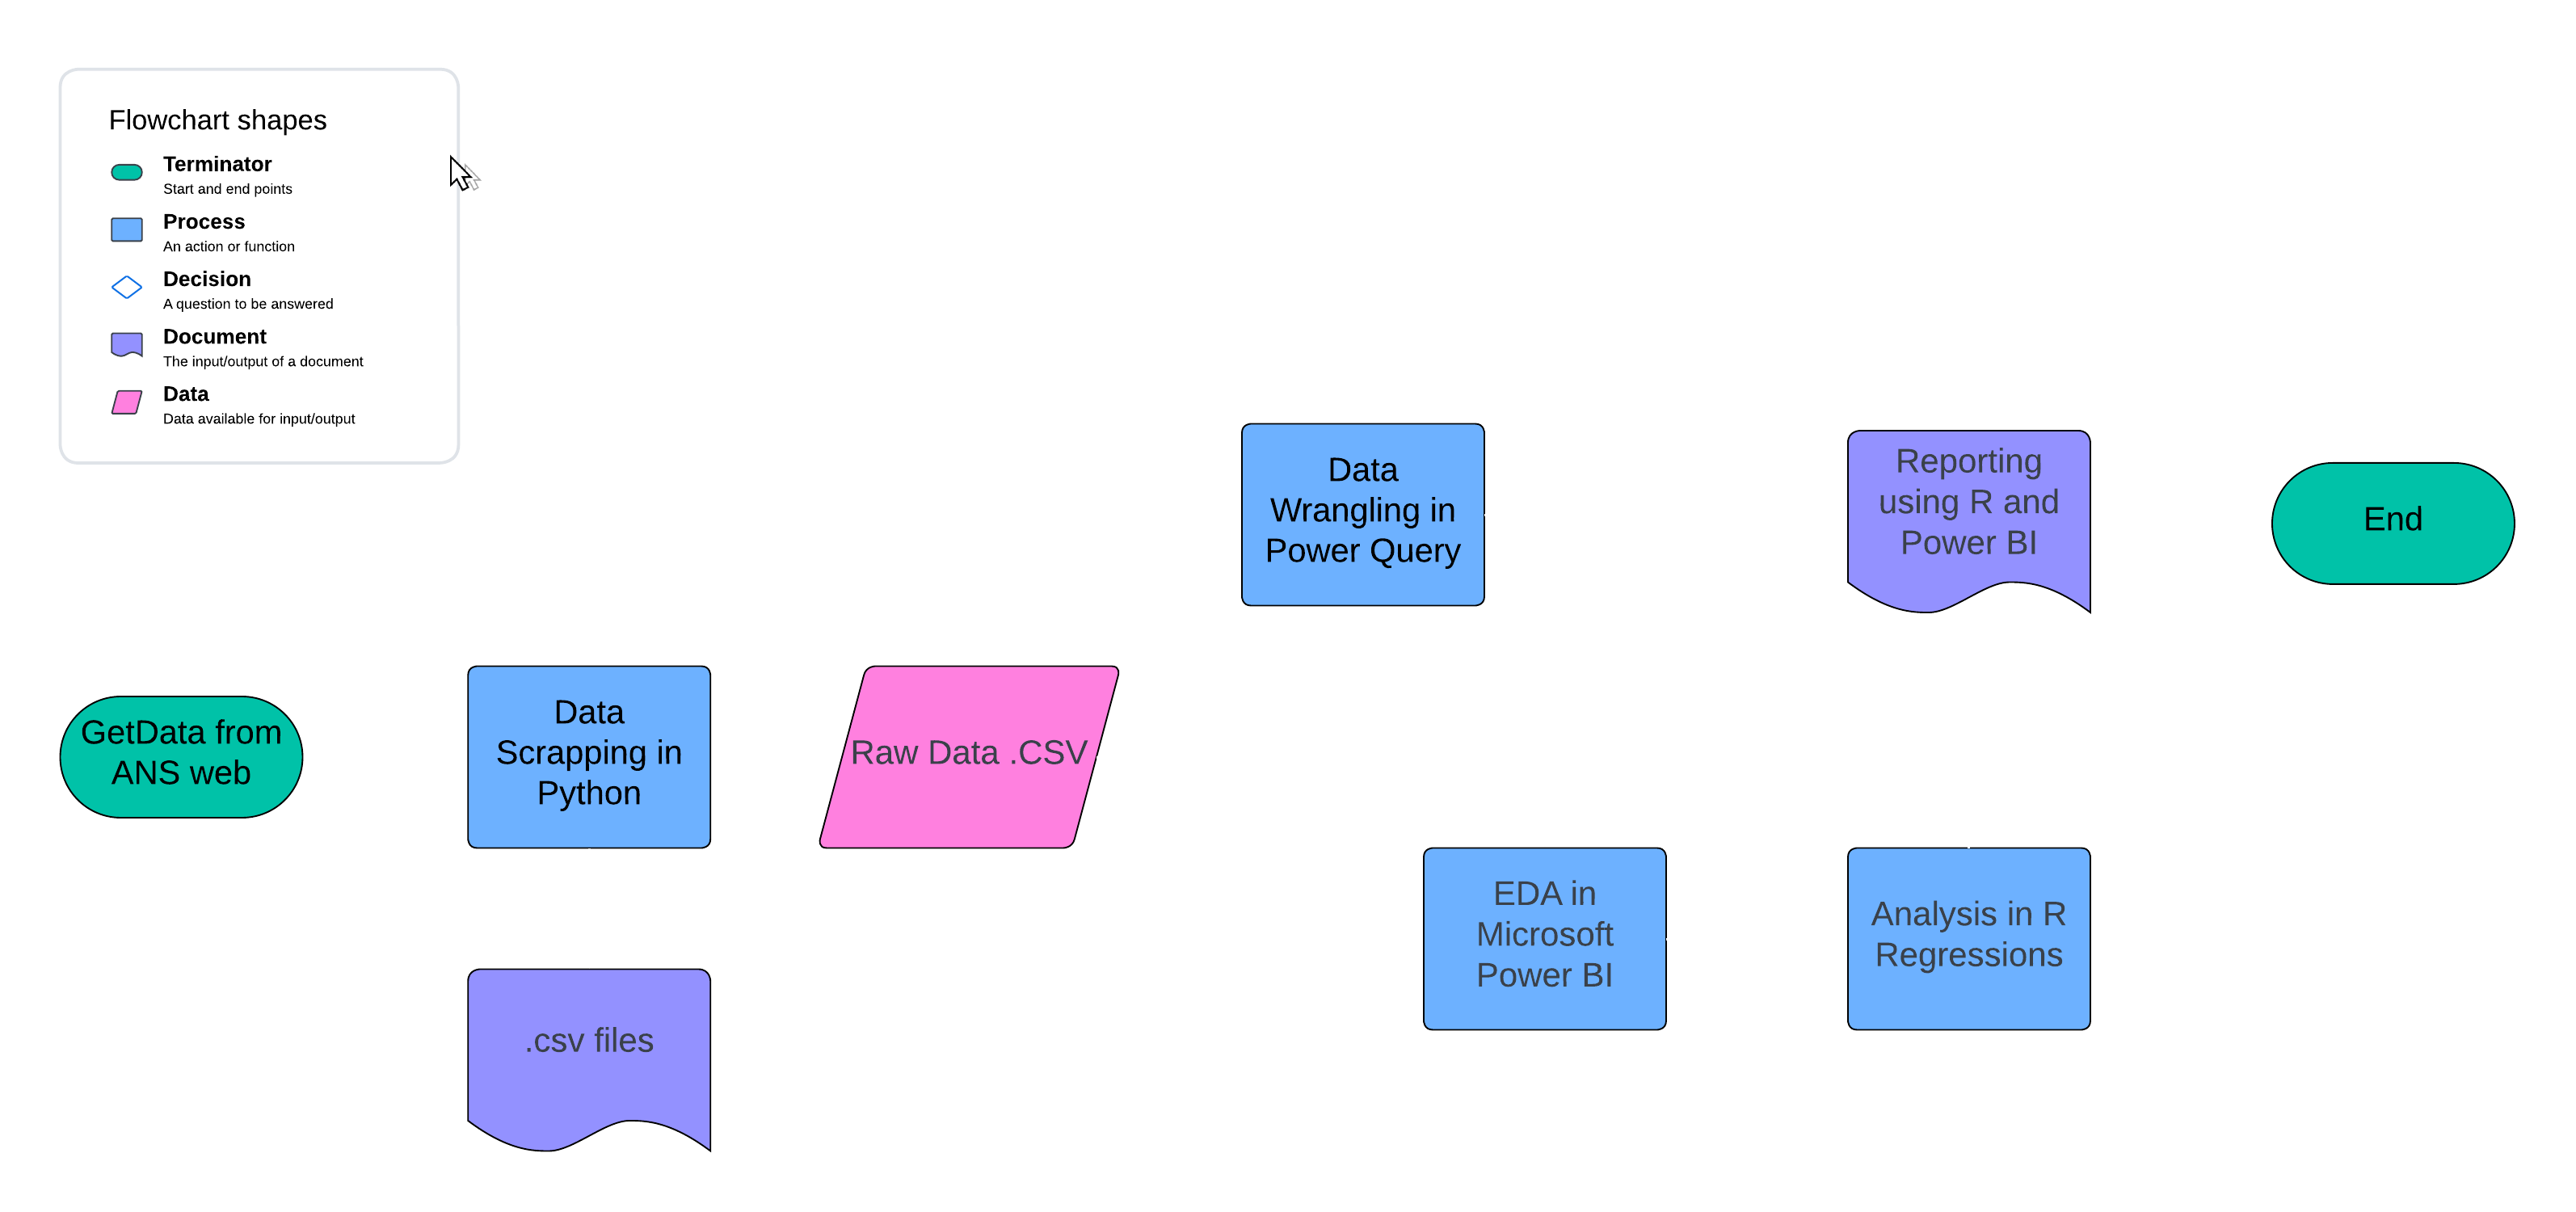 Flowchart shapes
Terminator
Start and end points
Process
An action or function
Decision
A question to be answered
Document
The input/output of a document
Data
Data available for input/output
GetData from
ANS web
Data
Scrapping in
Python
.csv files
Raw Data .CSV
Data
Wrangling in
Power Query
EDA in
Microsoft
Power BI
Analysis in R
Regressions
Reporting
using R and
Power BI
End